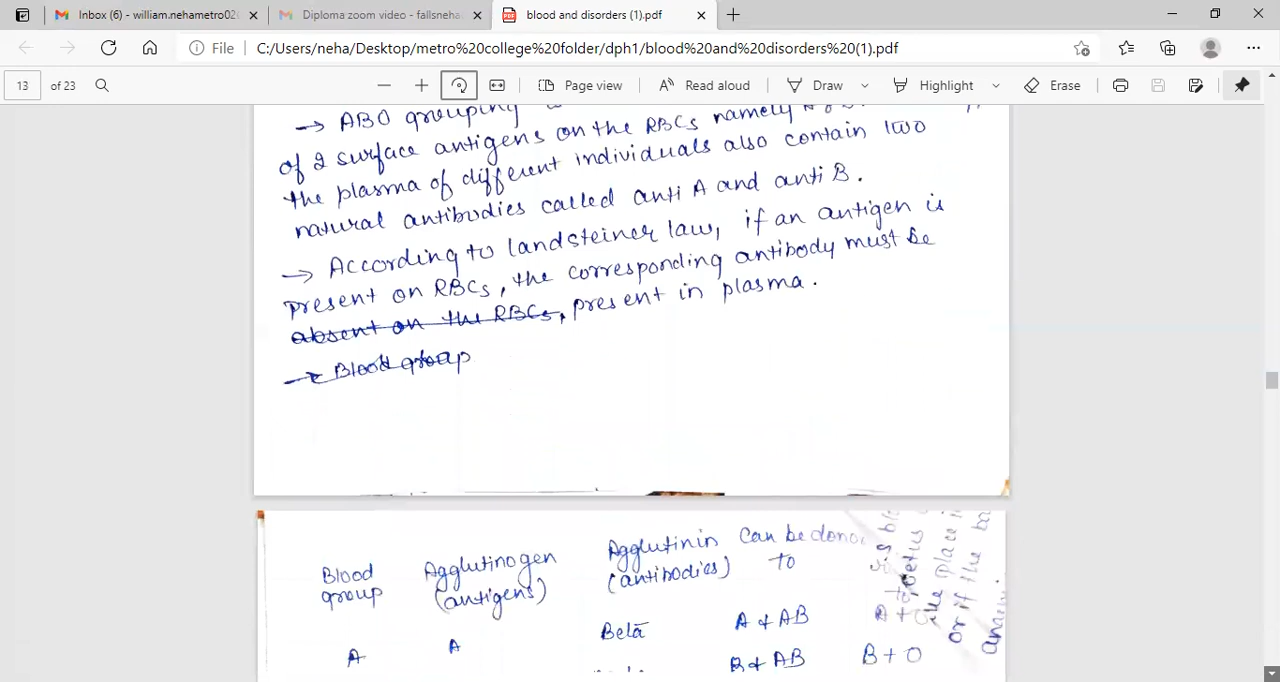 Inbox (6) - william.nehametro02
Diploma zoom video - fallsneha
blood and disorders (1).pdf
File
C:/Users/neha/Desktop/metro%20college%20folder/dph1/blood%20and%20disorders%20(1).pdf
13 of 23
Page view
Read aloud
Draw
Highlight
Erase
→ ABO grouping
of 2 surface antigens on the RBCs namely
the plasma of different individuals also contain two
natural antibodies called anti A and anti B.
→ According to landsteiner law, if an antigen is
present on RBCs, the corresponding antibody must be
absent on the RBCs, present in plasma.
→ Blood group
Blood group
Agglutinogen (antigens)
Agglutinin (antibodies)
Can be dono
To
A
A
Beta
A & AB
B & AB
B + O
or if the